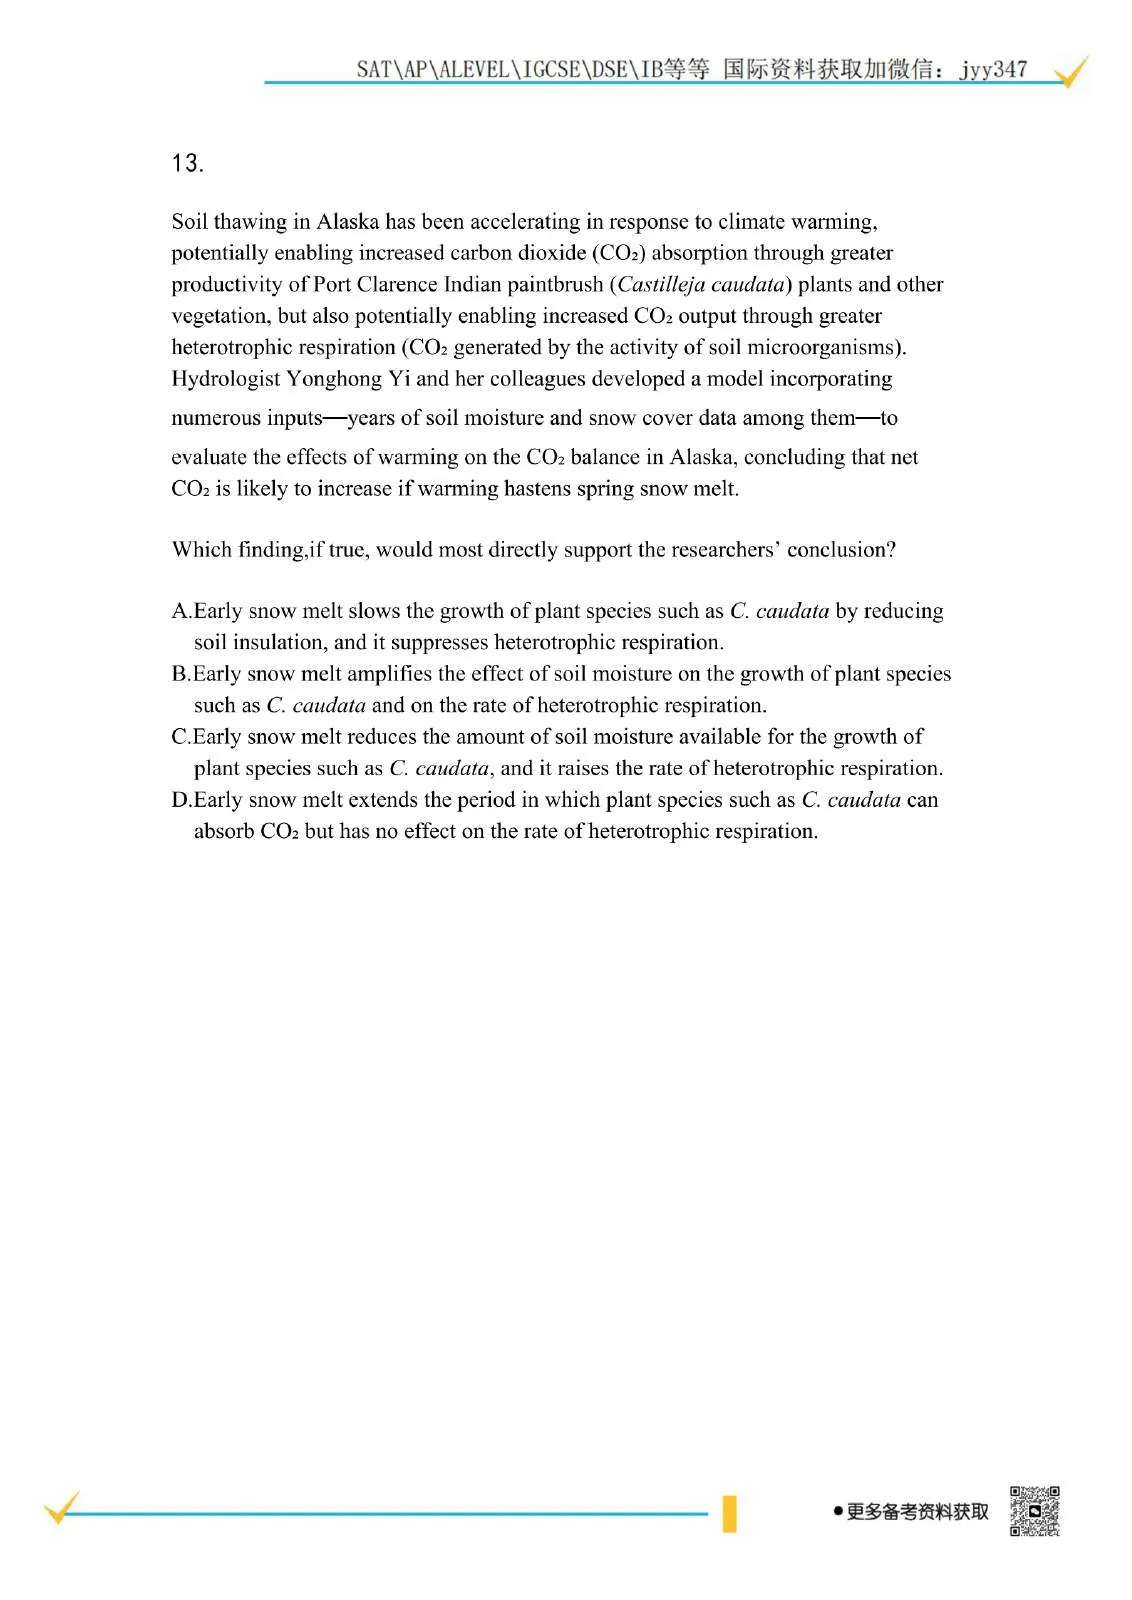 SAT\AP\ALEVEL\IGCSE\DSE\IB等等 国际资料获取加微信：jyy347
13.
Soil thawing in Alaska has been accelerating in response to climate warming,
potentially enabling increased carbon dioxide (CO₂) absorption through greater
productivity of Port Clarence Indian paintbrush (Castilleja caudata) plants and other
vegetation, but also potentially enabling increased CO₂ output through greater
heterotrophic respiration (CO₂ generated by the activity of soil microorganisms).
Hydrologist Yonghong Yi and her colleagues developed a model incorporating
numerous inputs—years of soil moisture and snow cover data among them—to
evaluate the effects of warming on the CO₂ balance in Alaska, concluding that net
CO₂ is likely to increase if warming hastens spring snow melt.
Which finding,if true, would most directly support the researchers’ conclusion?
A.Early snow melt slows the growth of plant species such as C. caudata by reducing
soil insulation, and it suppresses heterotrophic respiration.
B.Early snow melt amplifies the effect of soil moisture on the growth of plant species
such as C. caudata and on the rate of heterotrophic respiration.
C.Early snow melt reduces the amount of soil moisture available for the growth of
plant species such as C. caudata, and it raises the rate of heterotrophic respiration.
D.Early snow melt extends the period in which plant species such as C. caudata can
absorb CO₂ but has no effect on the rate of heterotrophic respiration.
●更多备考资料获取